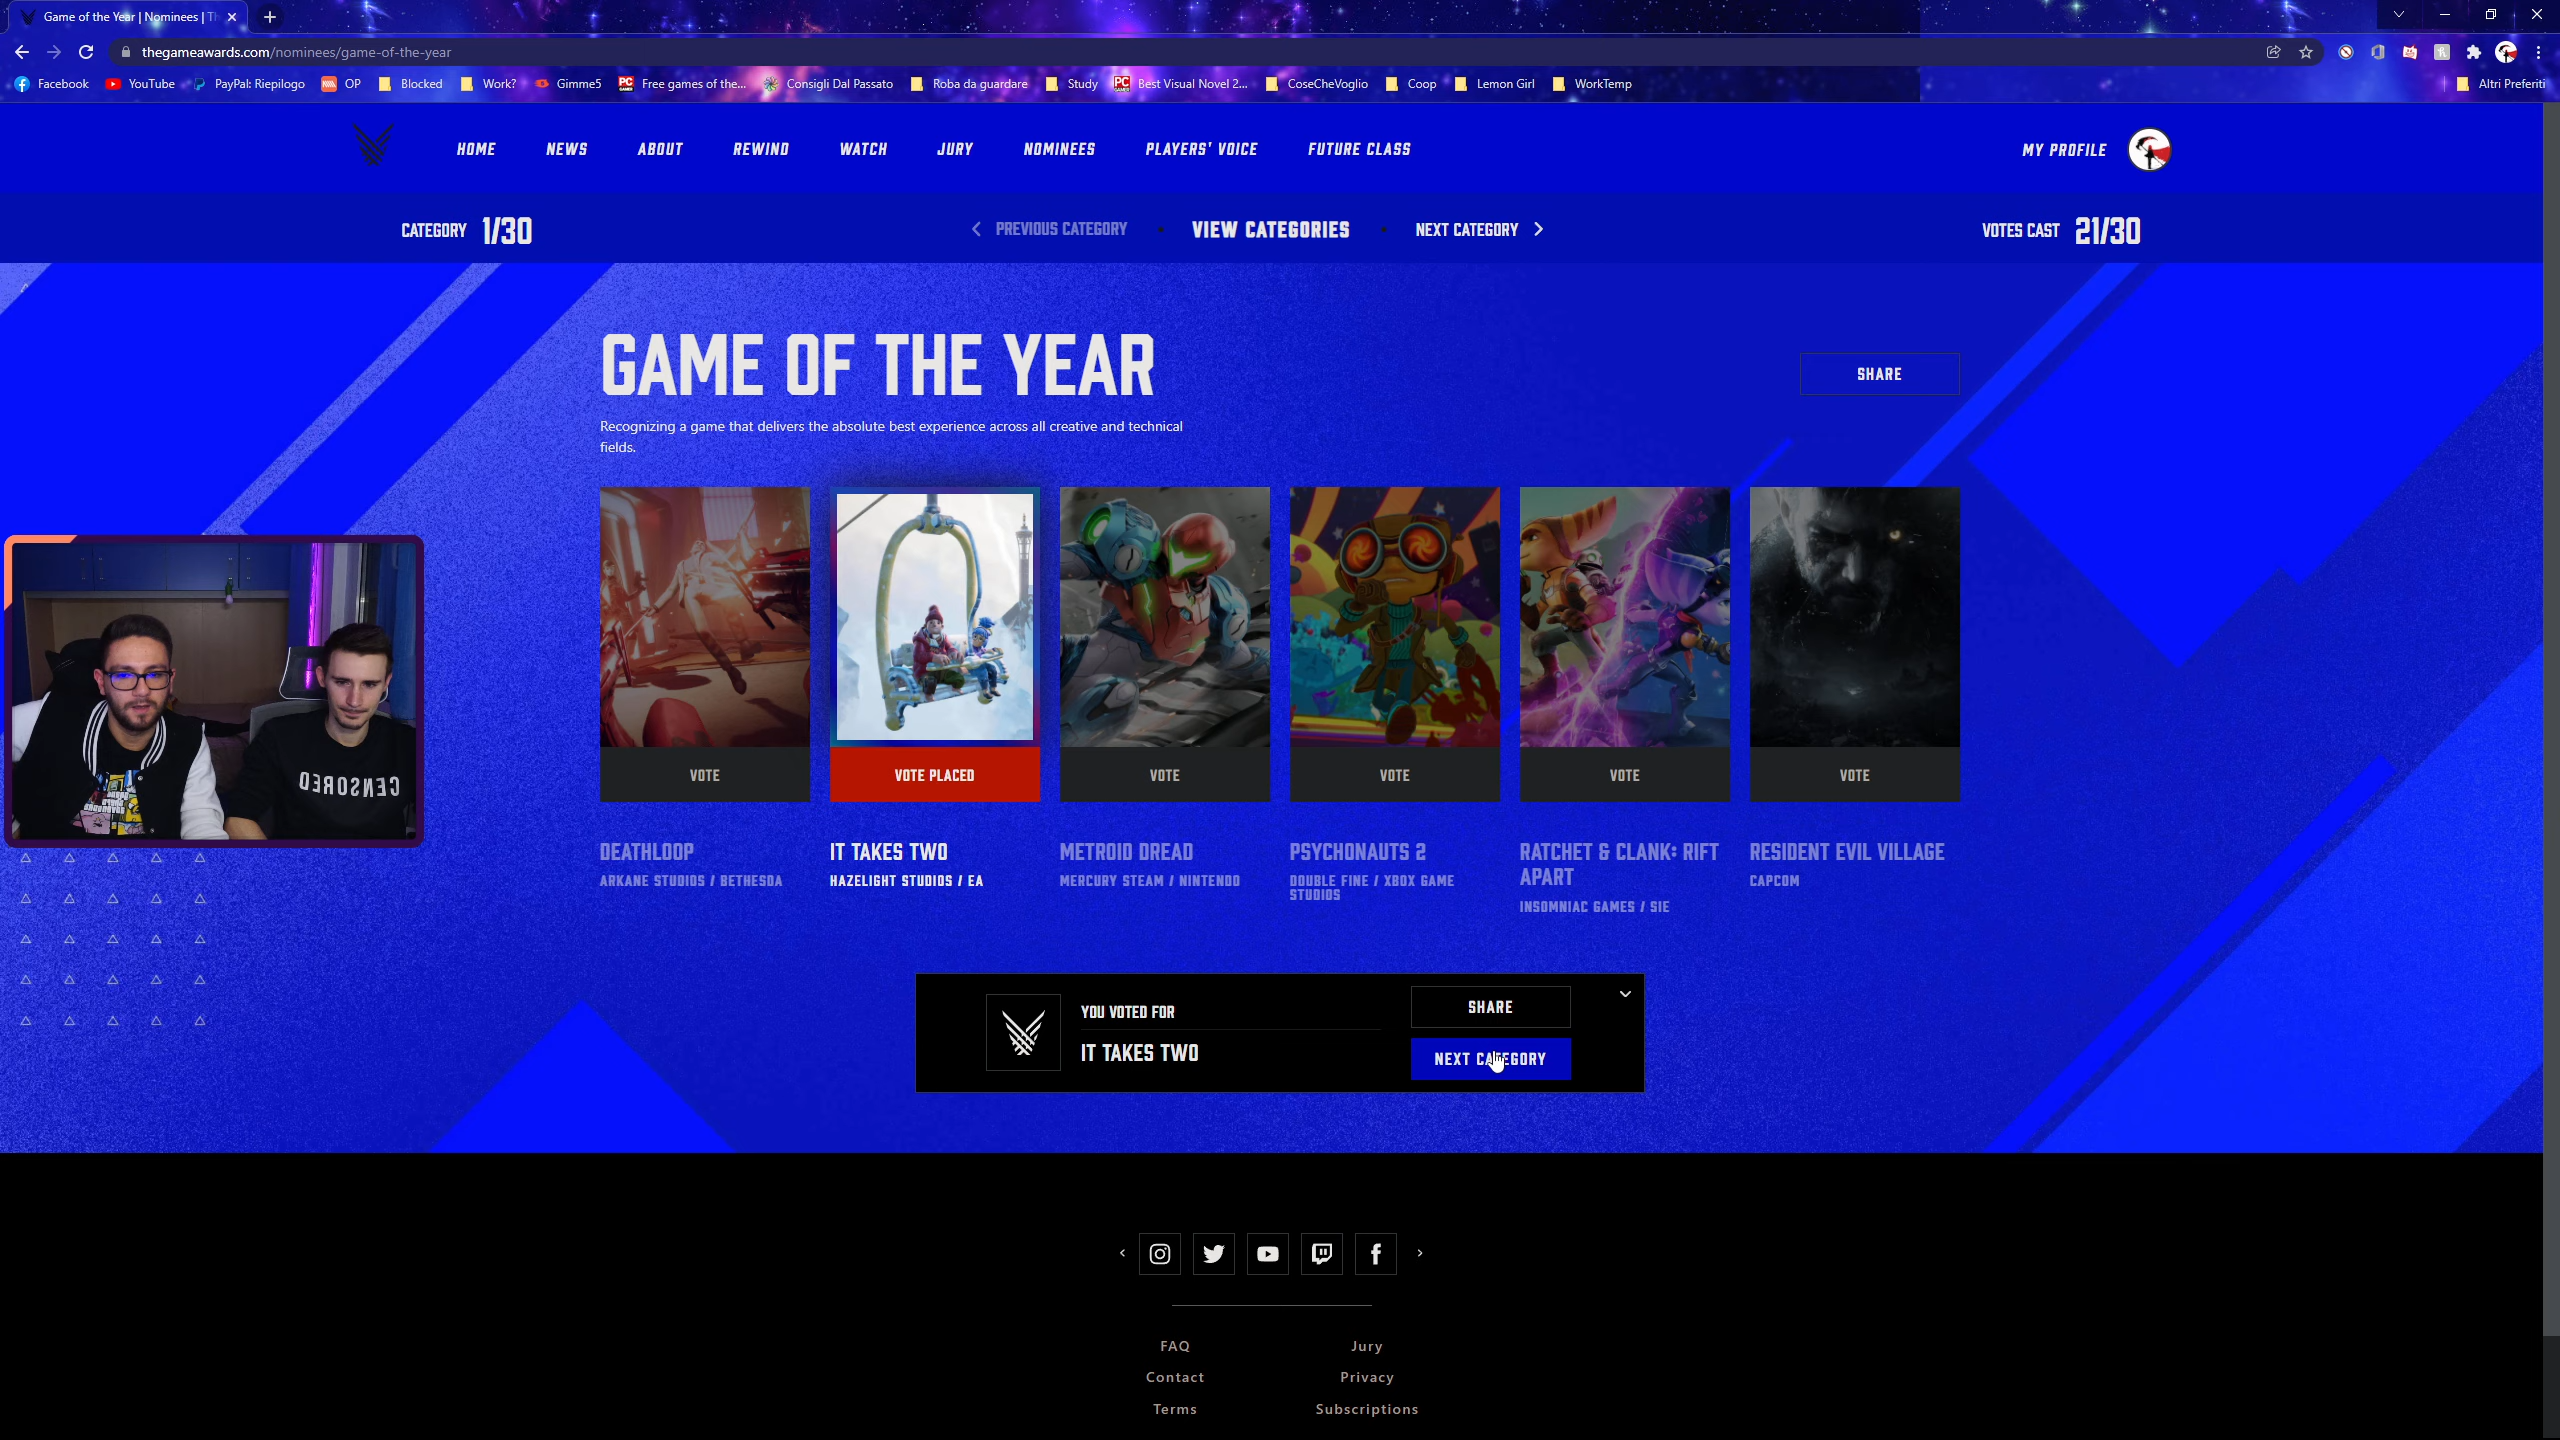 Game of the Year | Nominees | Th
thegameawards.com/nominees/game-of-the-year
Facebook YouTube PayPal: Riepilogo OP Blocked Work? Gimme5 Free games of the... Consigli Dal Passato Roba da guardare Study Best Visual Novel 2... CoseCheVoglio Coop Lemon Girl WorkTemp Altri Preferiti
HOME NEWS ABOUT REWIND WATCH JURY NOMINEES PLAYERS' VOICE FUTURE CLASS MY PROFILE
CATEGORY 1/30 PREVIOUS CATEGORY VIEW CATEGORIES NEXT CATEGORY VOTES CAST 21/30
GAME OF THE YEAR
SHARE
Recognizing a game that delivers the absolute best experience across all creative and technical
fields.
CENSORED
VOTE VOTE PLACED VOTE VOTE VOTE VOTE
DEATHLOOP
ARKANE STUDIOS / BETHESDA
IT TAKES TWO
HAZELIGHT STUDIOS / EA
METROID DREAD
MERCURY STEAM / NINTENDO
PSYCHONAUTS 2
DOUBLE FINE / XBOX GAME
STUDIOS
RATCHET & CLANK: RIFT
APART
INSOMNIAC GAMES / SIE
RESIDENT EVIL VILLAGE
CAPCOM
YOU VOTED FOR
IT TAKES TWO
SHARE
NEXT CATEGORY
FAQ Jury
Contact Privacy
Terms Subscriptions